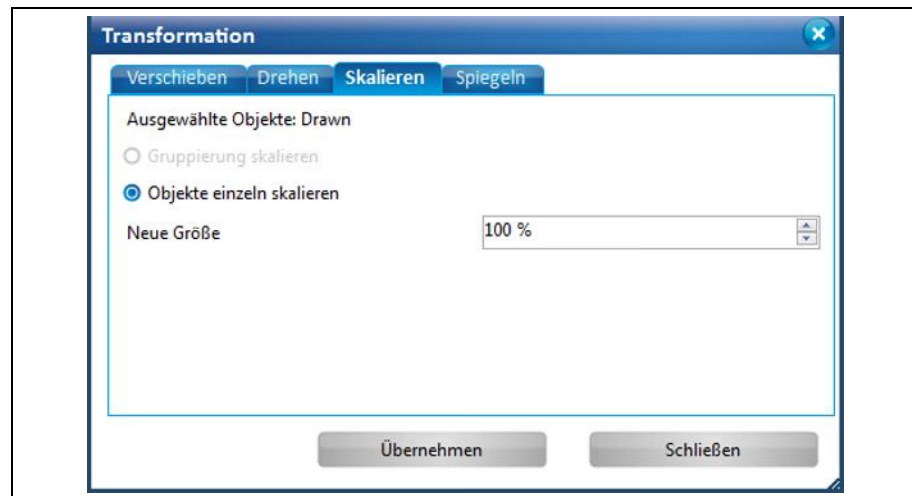 Transformation
Verschieben Drehen Skalieren Spiegeln
Ausgewählte Objekte: Drawn
Gruppierung skalieren
Objekte einzeln skalieren
Neue Größe 100 %
Übernehmen Schließen